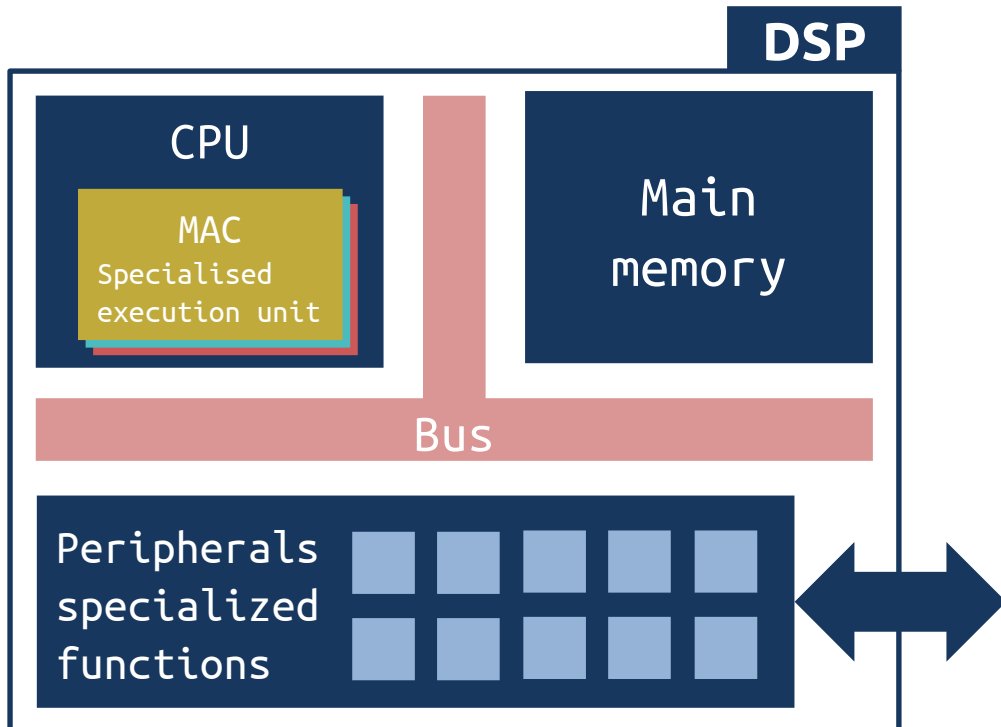 DSP
CPU
MAC
Specialised
execution unit
Main
memory
Bus
Peripherals
specialized
functions